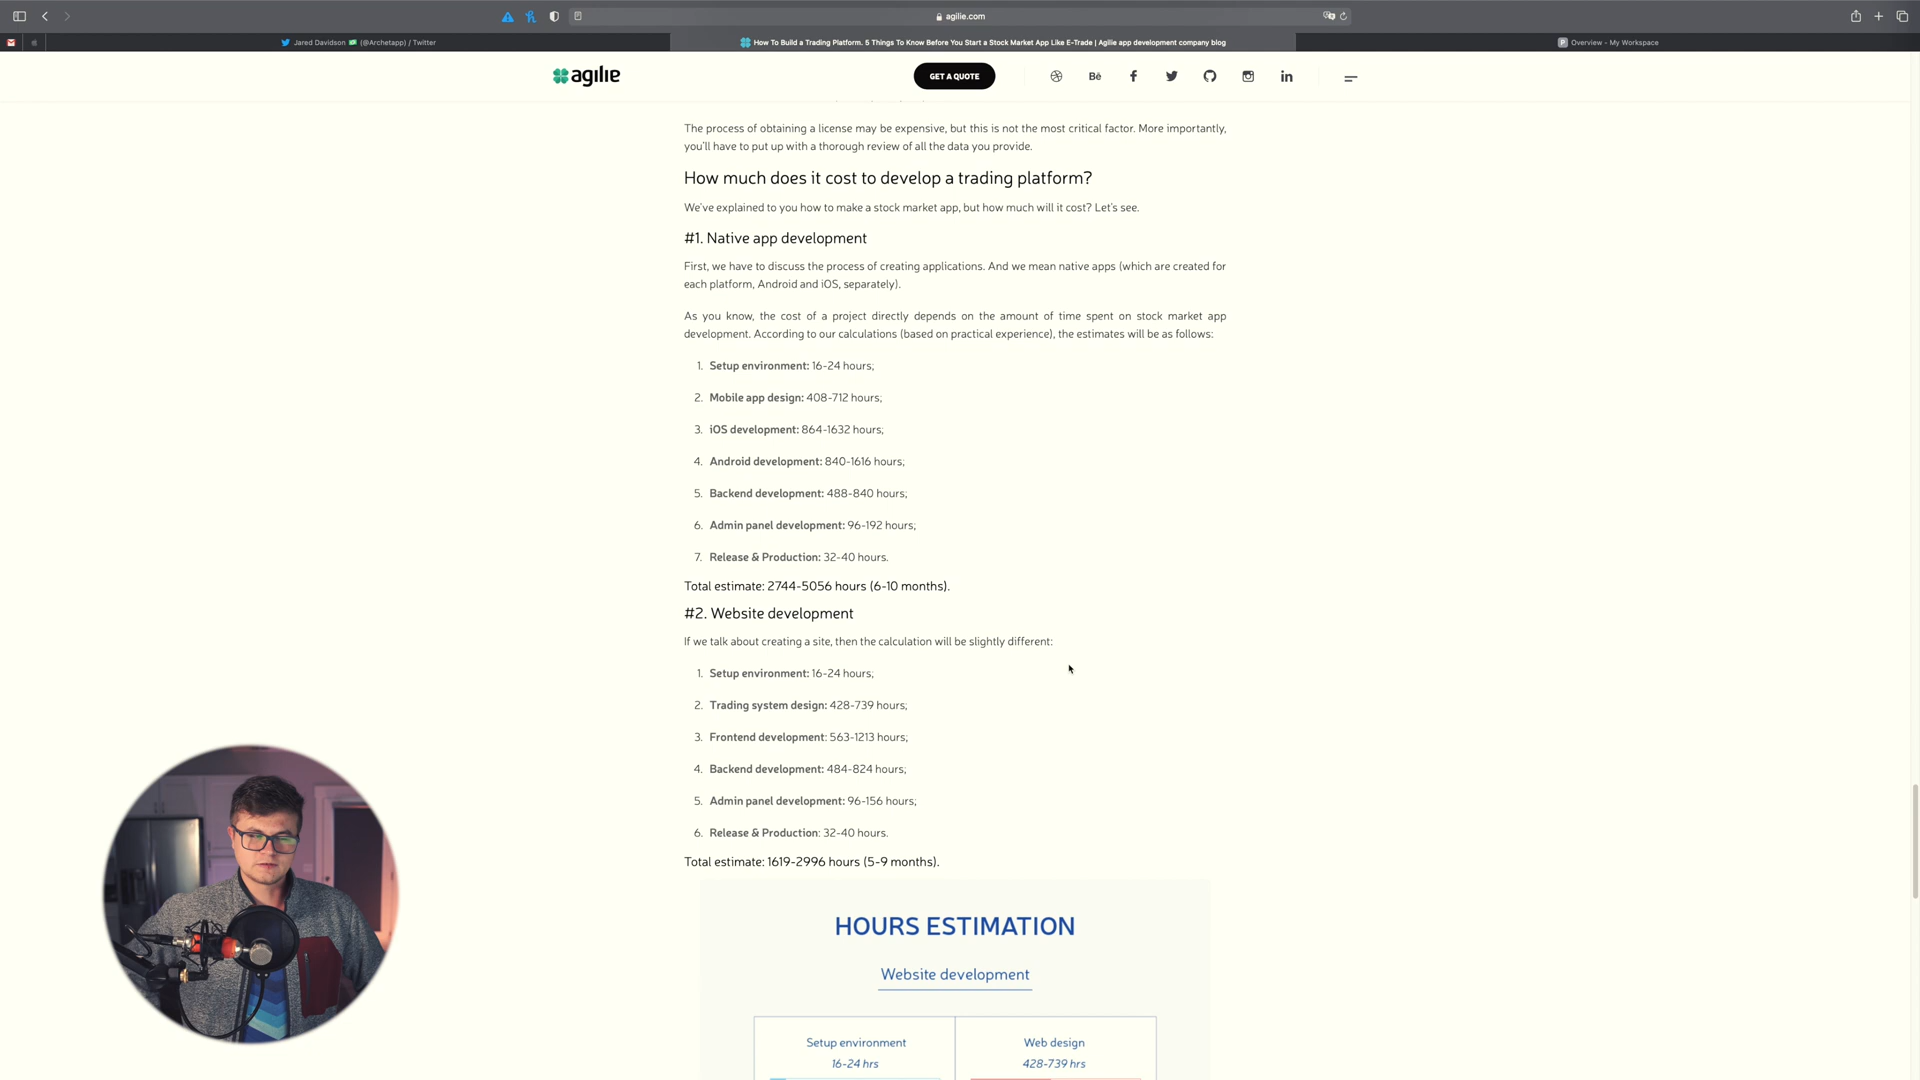 agilie.com
Jared Davidson (@Archetapp) / Twitter
How To Build a Trading Platform. 5 Things To Know Before You Start a Stock Market App Like E-Trade | Agilie app development company blog
Overview - My Workspace
agilie
GET A QUOTE
Bē
The process of obtaining a license may be expensive, but this is not the most critical factor. More importantly,
you'll have to put up with a thorough review of all the data you provide.
How much does it cost to develop a trading platform?
We've explained to you how to make a stock market app, but how much will it cost? Let's see.
#1. Native app development
First, we have to discuss the process of creating applications. And we mean native apps (which are created for
each platform, Android and iOS, separately).
As you know, the cost of a project directly depends on the amount of time spent on stock market app
development. According to our calculations (based on practical experience), the estimates will be as follows:
1. Setup environment: 16-24 hours;
2. Mobile app design: 408-712 hours;
3. iOS development: 864-1632 hours;
4. Android development: 840-1616 hours;
5. Backend development: 488-840 hours;
6. Admin panel development: 96-192 hours;
7. Release & Production: 32-40 hours.
Total estimate: 2744-5056 hours (6-10 months).
#2. Website development
If we talk about creating a site, then the calculation will be slightly different:
1. Setup environment: 16-24 hours;
2. Trading system design: 428-739 hours;
3. Frontend development: 563-1213 hours;
4. Backend development: 484-824 hours;
5. Admin panel development: 96-156 hours;
6. Release & Production: 32-40 hours.
Total estimate: 1619-2996 hours (5-9 months).
HOURS ESTIMATION
Website development
Setup environment
16-24 hrs
Web design
428-739 hrs